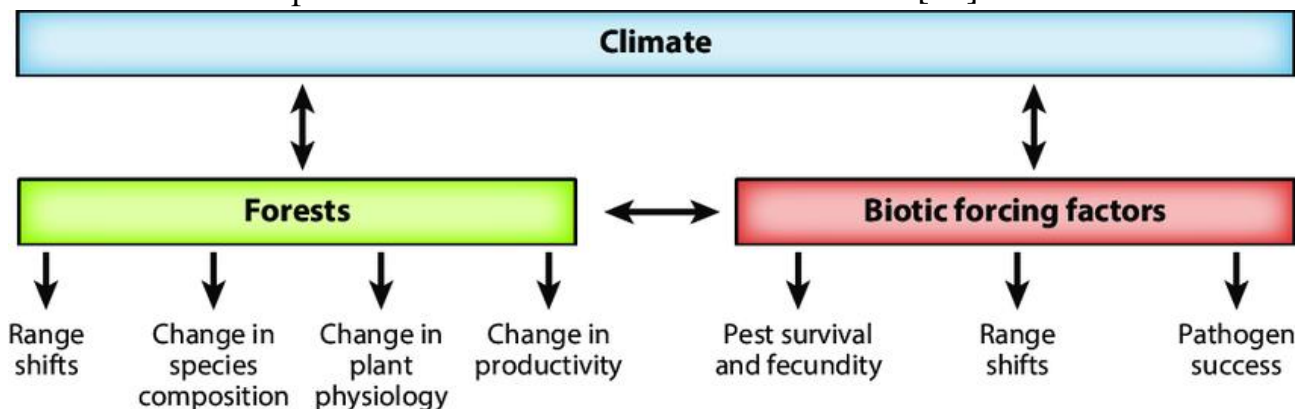 Climate
Forests
Biotic forcing factors
Range
shifts
Change in
species
composition
Change in
plant
physiology
Change in
productivity
Pest survival
and fecundity
Range
shifts
Pathogen
success